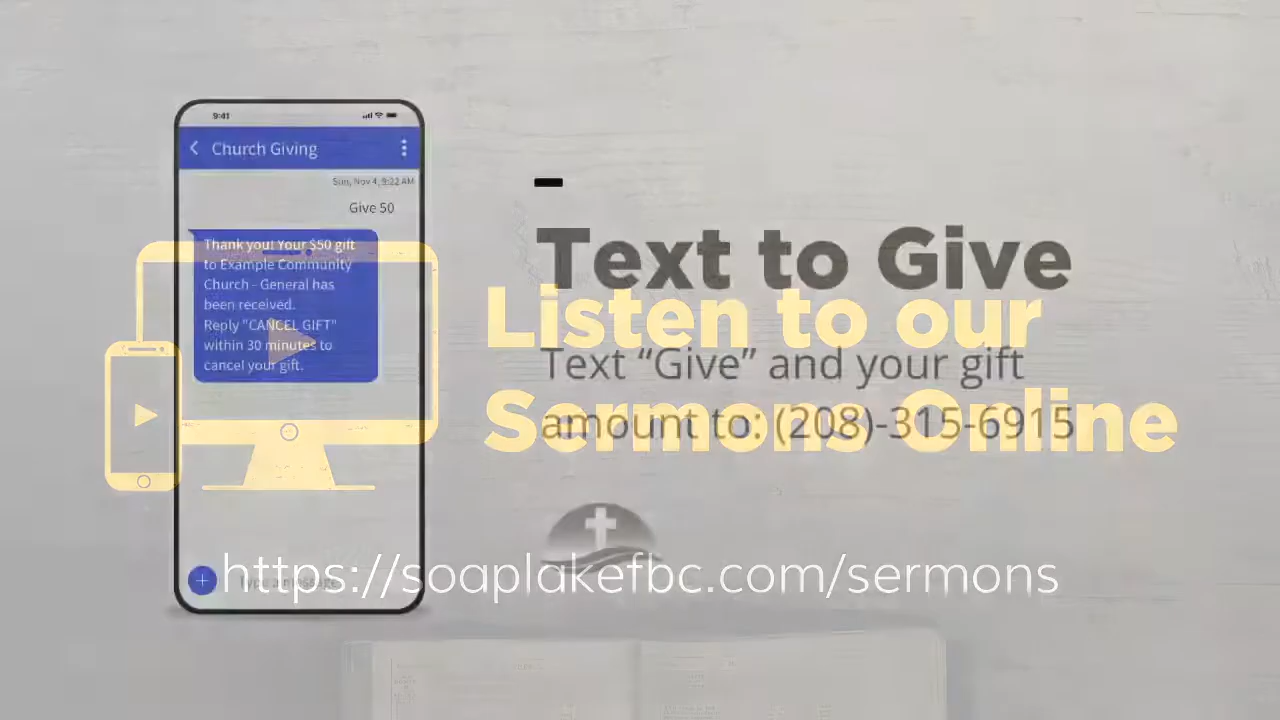 9:41
Church Giving
Sun, Nov 4, 9:22 AM
Give 50
Thank you! Your $50 gift
to Example Community
Church - General has
been received.
Reply "CANCEL GIFT"
within 30 minutes to
cancel your gift.
Type a message
Text to Give
Text “Give” and your gift
amount to: (208)-315-6915
Listen to our
Sermons Online
https://soaplakefbc.com/sermons